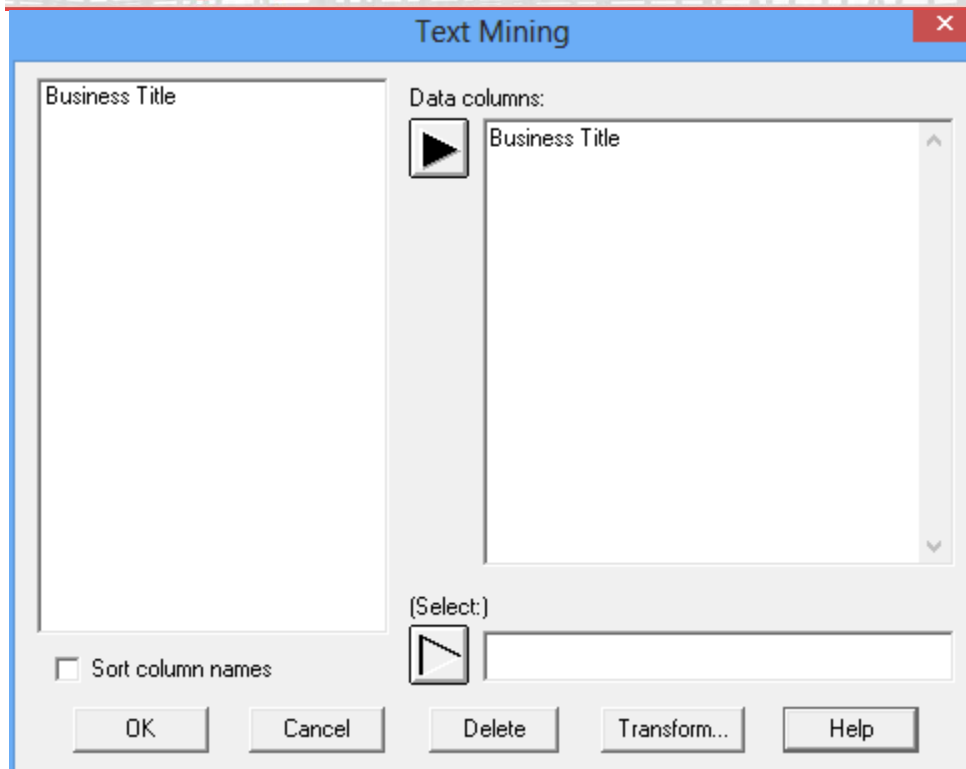 Text Mining
Business Title
Data columns:
Business Title
(Select:)
Sort column names
OK
Cancel
Delete
Transform...
Help